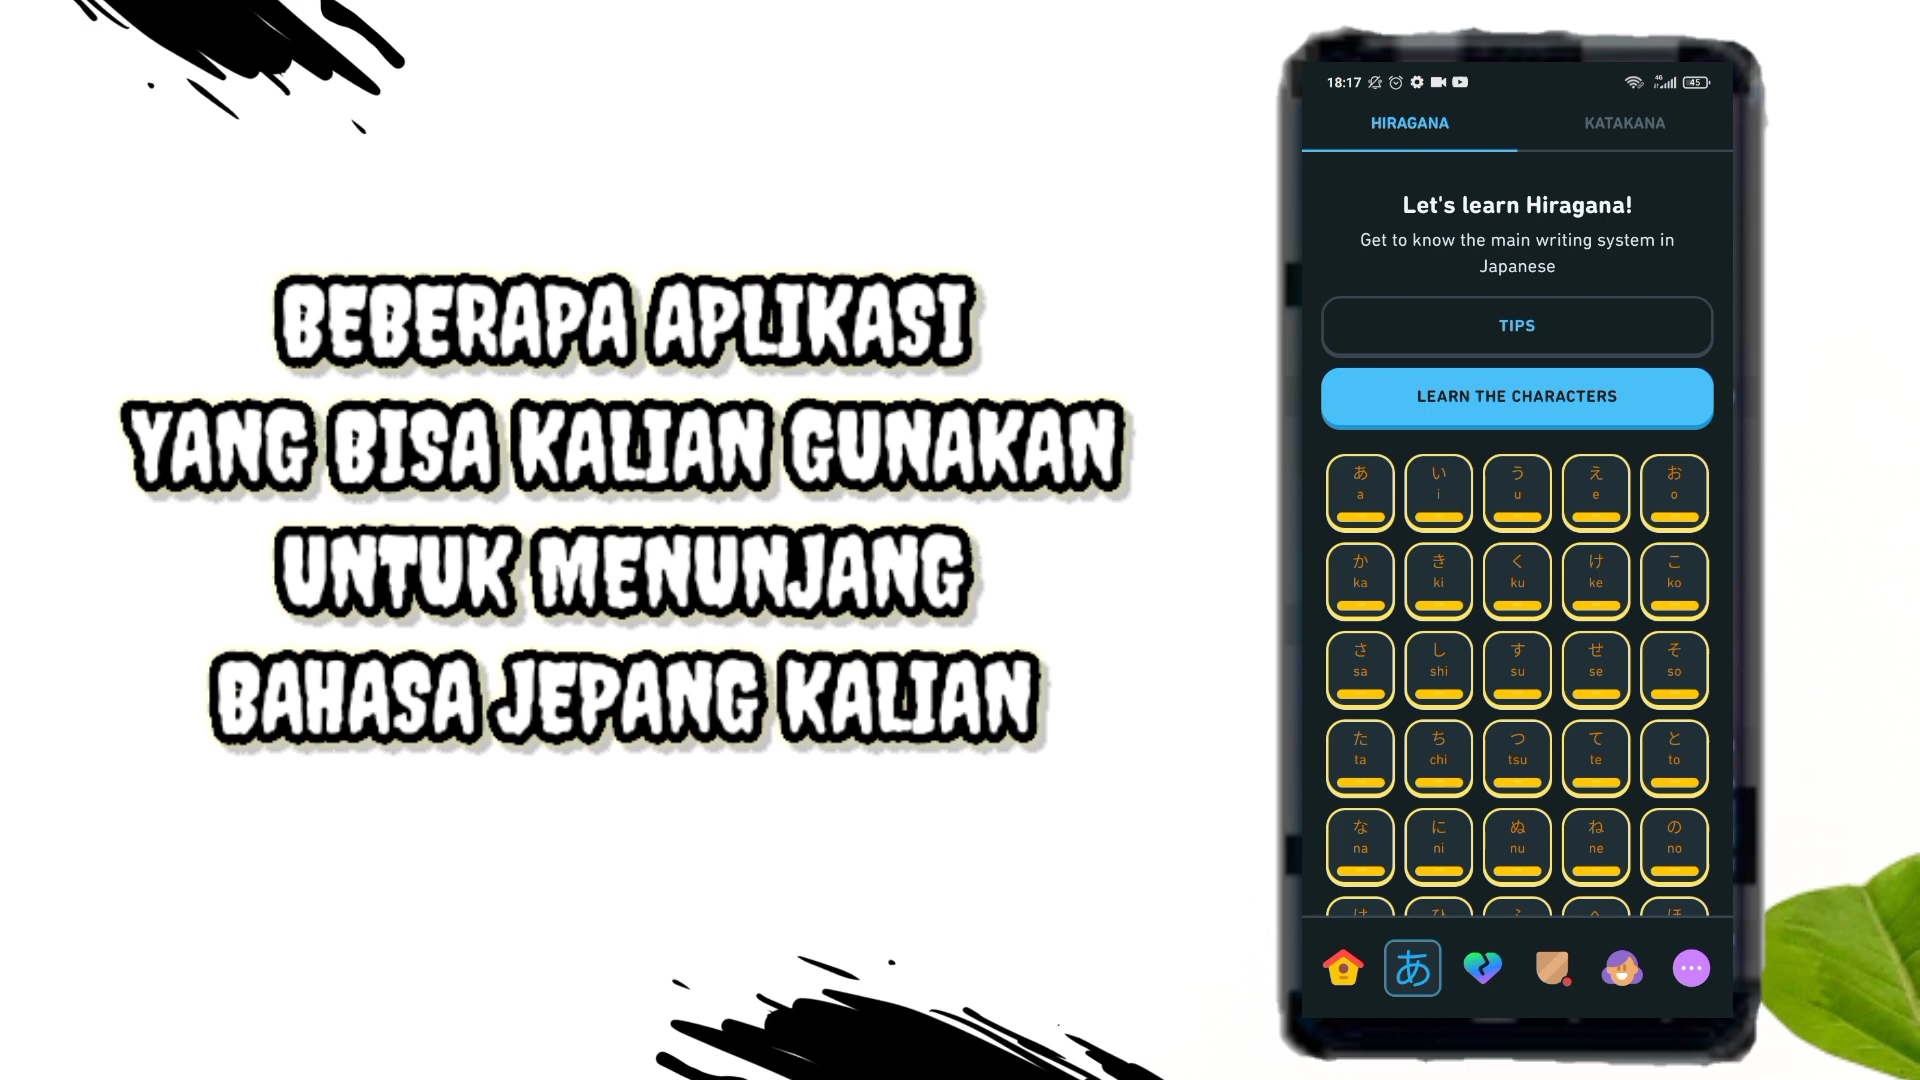 BEBERAPA APLIKASI
YANG BISA KALIAN GUNAKAN
UNTUK MENUNJANG
BAHASA JEPANG KALIAN
18:17 4G 45
HIRAGANA KATAKANA
Let's learn Hiragana!
Get to know the main writing system in
Japanese
TIPS
LEARN THE CHARACTERS
あ い う え お
a i u e o
か き く け こ
ka ki ku ke ko
さ し す せ そ
sa shi su se so
た ち つ て と
ta chi tsu te to
な に ぬ ね の
na ni nu ne no
あ